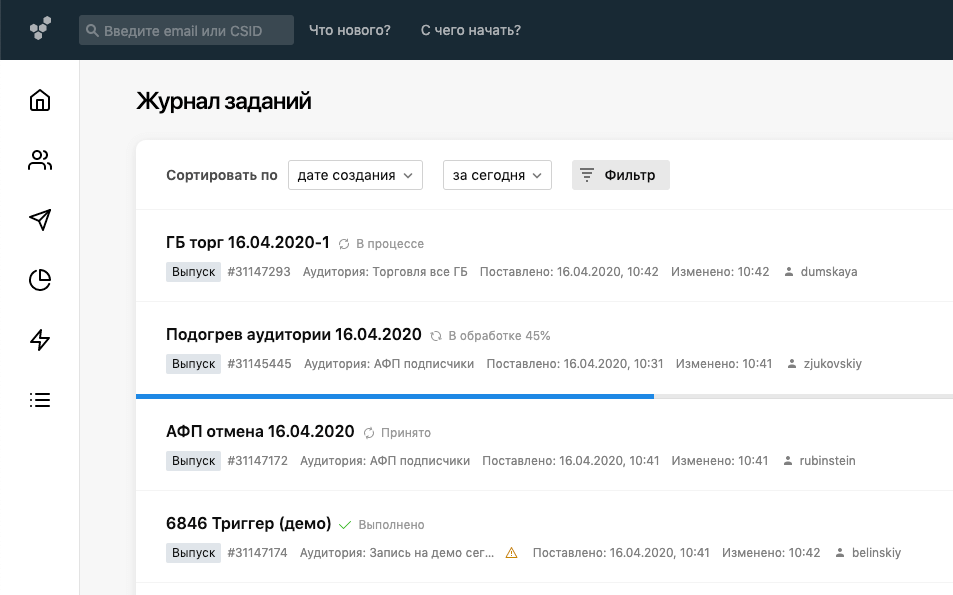 Введите email или CSID Что нового? С чего начать?
Журнал заданий
Сортировать по дате создания за сегодня Фильтр
ГБ торг 16.04.2020-1 В процессе
Выпуск #31147293 Аудитория: Торговля все ГБ Поставлено: 16.04.2020, 10:42 Изменено: 10:42 dumskaya
Подогрев аудитории 16.04.2020 В обработке 45%
Выпуск #31145445 Аудитория: АФП подписчики Поставлено: 16.04.2020, 10:31 Изменено: 10:41 zjukovskiy
АФП отмена 16.04.2020 Принято
Выпуск #31147172 Аудитория: АФП подписчики Поставлено: 16.04.2020, 10:41 Изменено: 10:41 rubinstein
6846 Триггер (демо) Выполнено
Выпуск #31147174 Аудитория: Запись на демо сег... Поставлено: 16.04.2020, 10:41 Изменено: 10:42 belinskiy